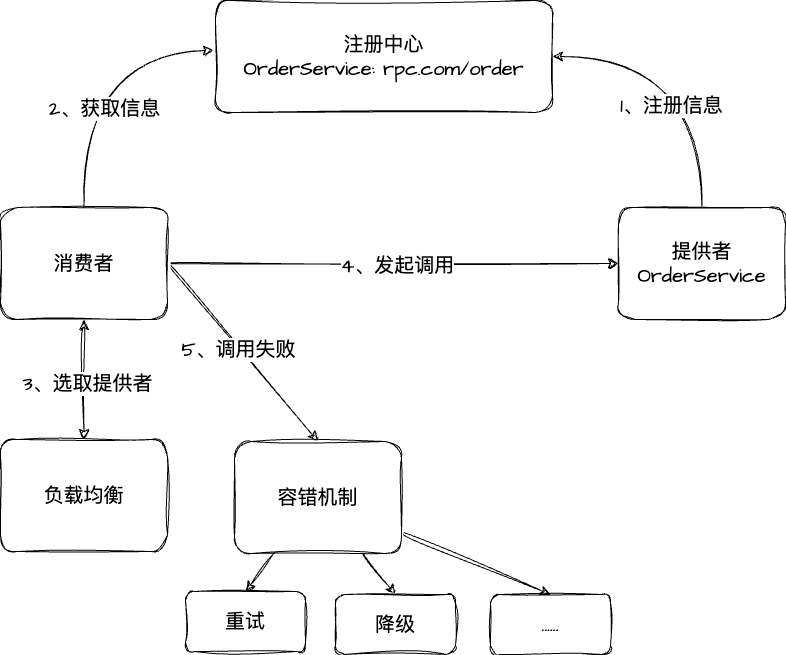 注册中心
OrderService: rpc.com/order
2、获取信息
1、注册信息
消费者
提供者
OrderService
4、发起调用
5、调用失败
3、选取提供者
负载均衡
容错机制
重试
降级
......